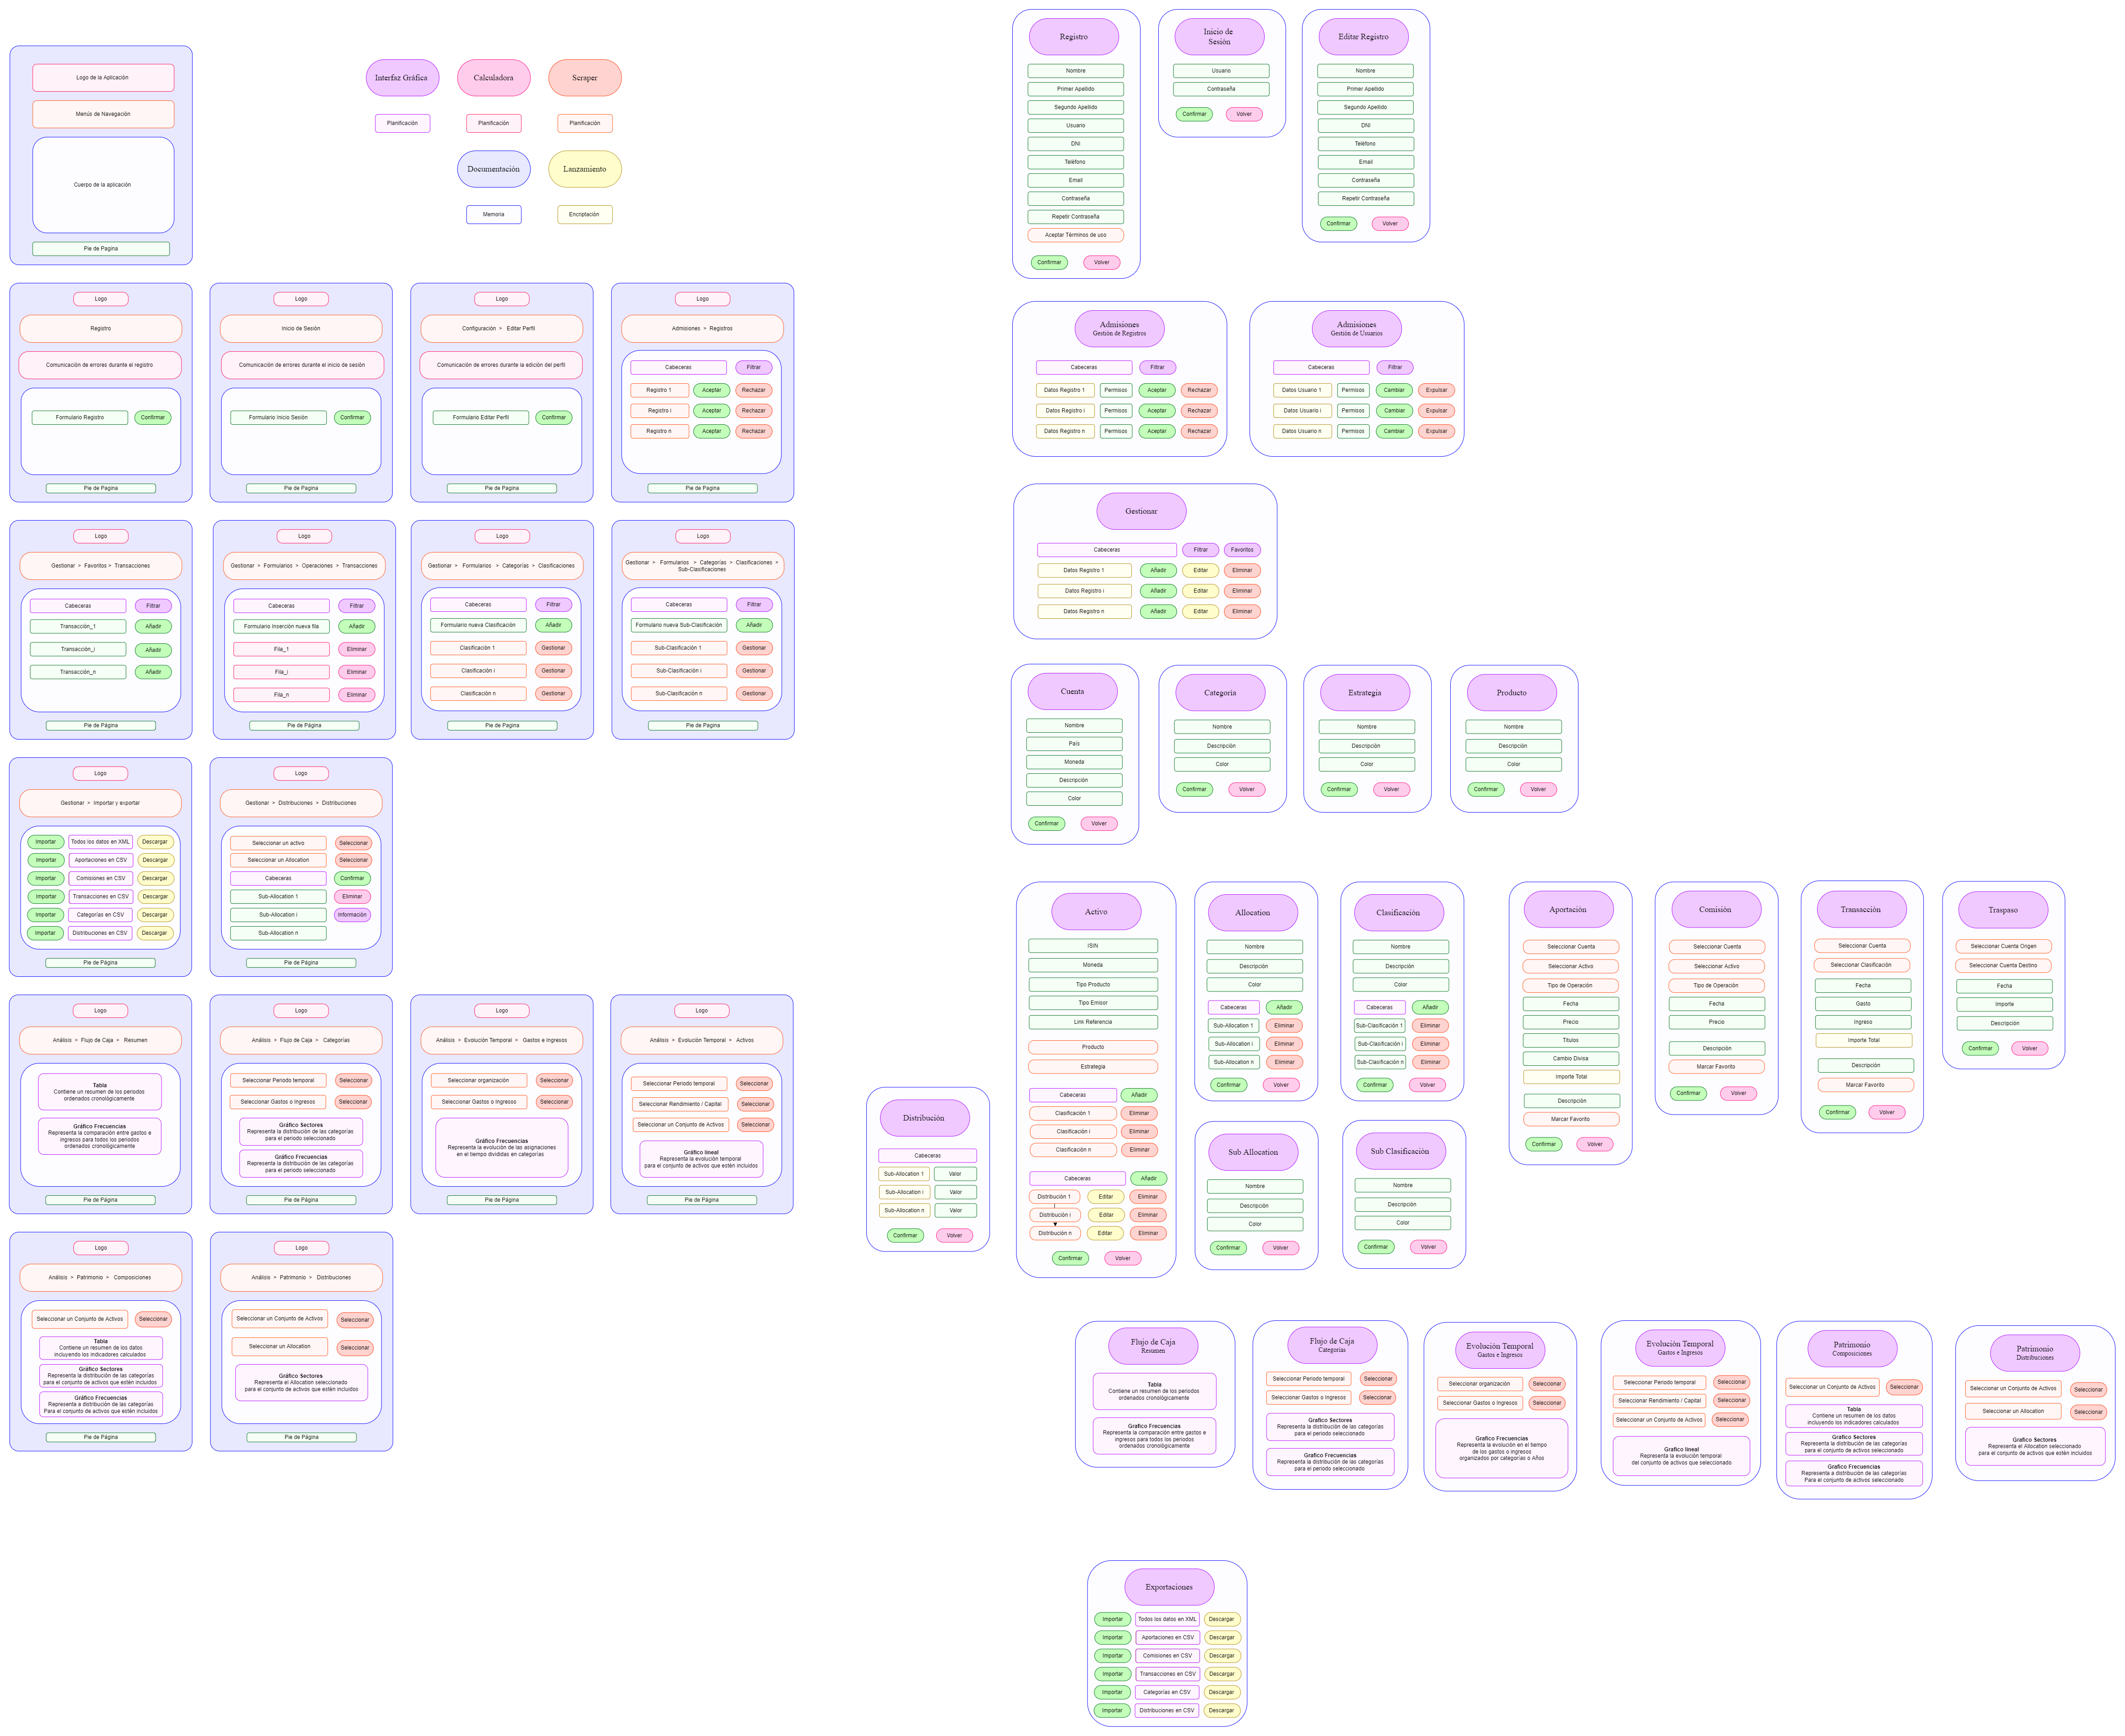 Logo de la Aplicación
Menús de Navegación
Cuerpo de la aplicación
Pie de Pagina
Interfaz Gráfica
Calculadora
Scraper
Planificación
Planificación
Planificación
Documentación
Lanzamiento
Memoria
Encriptación
Logo
Registro
Comunicación de errores durante el registro
Formulario Registro
Confirmar
Pie de Pagina
Logo
Inicio de Sesión
Comunicación de errores durante el inicio de sesión
Formulario Inicio Sesión
Confirmar
Pie de Pagina
Logo
Configuración > Editar Perfil
Comunicación de errores durante la edición del perfil
Formulario Editar Perfil
Confirmar
Pie de Pagina
Logo
Admisiones > Registros
Cabeceras
Filtrar
Registro 1
Aceptar
Rechazar
Registro i
Aceptar
Rechazar
Registro n
Aceptar
Rechazar
Pie de Pagina
Logo
Gestionar > Favoritos > Transacciones
Cabeceras
Filtrar
Transacción_1
Añadir
Transacción_i
Añadir
Transacción_n
Añadir
Pie de Página
Logo
Gestionar > Formularios > Operaciones > Transacciones
Cabeceras
Filtrar
Formulario Inserción nueva fila
Añadir
Fila_1
Eliminar
Fila_i
Eliminar
Fila_n
Eliminar
Pie de Página
Logo
Gestionar > Formularios > Categorías > Clasificaciones
Cabeceras
Filtrar
Formulario nueva Clasificación
Añadir
Clasificación 1
Gestionar
Clasificación i
Gestionar
Clasificación n
Gestionar
Pie de Pagina
Logo
Gestionar > Formularios > Categorías > Clasificaciones >
Sub-Clasificaciones
Cabeceras
Filtrar
Formulario nueva Sub-Clasificación
Añadir
Sub-Clasificación 1
Gestionar
Sub-Clasificación i
Gestionar
Sub-Clasificación n
Gestionar
Pie de Pagina
Logo
Gestionar > Importar y exportar
Importar
Todos los datos en XML
Descargar
Importar
Aportaciones en CSV
Descargar
Importar
Comisiones en CSV
Descargar
Importar
Transacciones en CSV
Descargar
Importar
Categorías en CSV
Descargar
Importar
Distribuciones en CSV
Descargar
Pie de Página
Logo
Gestionar > Distribuciones > Distribuciones
Seleccionar un activo
Seleccionar
Seleccionar un Allocation
Seleccionar
Cabeceras
Confirmar
Sub-Allocation 1
Eliminar
Sub-Allocation i
Información
Sub-Allocation n
Pie de Página
Logo
Análisis > Flujo de Caja > Resumen
Tabla
Contiene un resumen de los periodos
ordenados cronológicamente
Gráfico Frecuencias
Representa la comparación entre gastos e
ingresos para todos los periodos
ordenados cronológicamente
Pie de Página
Logo
Análisis > Flujo de Caja > Categorías
Seleccionar Periodo temporal
Seleccionar
Seleccionar Gastos o Ingresos
Seleccionar
Gráfico Sectores
Representa la distribución de las categorías
para el periodo seleccionado
Gráfico Frecuencias
Representa la distribución de las categorías
para el periodo seleccionado
Pie de Página
Logo
Análisis > Evolución Temporal > Gastos e Ingresos
Seleccionar organización
Seleccionar
Seleccionar Gastos o Ingresos
Seleccionar
Gráfico Frecuencias
Representa la evolución de las asignaciones
en el tiempo divididas en categorías
Pie de Página
Logo
Análisis > Evolución Temporal > Activos
Seleccionar Periodo temporal
Seleccionar
Seleccionar Rendimiento / Capital
Seleccionar
Seleccionar un Conjunto de Activos
Seleccionar
Gráfico lineal
Representa la evolución temporal
para el conjunto de activos que estén incluidos
Pie de Página
Logo
Análisis > Patrimonio > Composiciones
Seleccionar un Conjunto de Activos
Seleccionar
Tabla
Contiene un resumen de los datos
incluyendo los indicadores calculados
Gráfico Sectores
Representa la distribución de las categorías
para el conjunto de activos que estén incluidos
Gráfico Frecuencias
Representa a distribución de las categorías
Para el conjunto de activos que estén incluidos
Pie de Página
Logo
Análisis > Patrimonio > Distribuciones
Seleccionar un Conjunto de Activos
Seleccionar
Seleccionar un Allocation
Seleccionar
Gráfico Sectores
Representa el Allocation seleccionado
para el conjunto de activos que estén incluidos
Pie de Página
Registro
Nombre
Primer Apellido
Segundo Apellido
Usuario
DNI
Teléfono
Email
Contraseña
Repetir Contraseña
Aceptar Términos de uso
Confirmar
Volver
Inicio de
Sesión
Usuario
Contraseña
Confirmar
Volver
Editar Registro
Nombre
Primer Apellido
Segundo Apellido
DNI
Teléfono
Email
Contraseña
Repetir Contraseña
Confirmar
Volver
Admisiones
Gestión de Registros
Cabeceras
Filtrar
Datos Registro 1
Permisos
Aceptar
Rechazar
Datos Registro i
Permisos
Aceptar
Rechazar
Datos Registro n
Permisos
Aceptar
Rechazar
Admisiones
Gestión de Usuarios
Cabeceras
Filtrar
Datos Usuario 1
Permisos
Cambiar
Expulsar
Datos Usuario i
Permisos
Cambiar
Expulsar
Datos Usuario n
Permisos
Cambiar
Expulsar
Gestionar
Cabeceras
Filtrar
Favoritos
Datos Registro 1
Añadir
Editar
Eliminar
Datos Registro i
Añadir
Editar
Eliminar
Datos Registro n
Añadir
Editar
Eliminar
Cuenta
Nombre
País
Moneda
Descripción
Color
Confirmar
Volver
Categoría
Nombre
Descripción
Color
Confirmar
Volver
Estrategia
Nombre
Descripción
Color
Confirmar
Volver
Producto
Nombre
Descripción
Color
Confirmar
Volver
Distribución
Cabeceras
Sub-Allocation 1
Valor
Sub-Allocation i
Valor
Sub-Allocation n
Valor
Confirmar
Volver
Activo
ISIN
Moneda
Tipo Producto
Tipo Emisor
Link Referencia
Producto
Estrategia
Cabeceras
Añadir
Clasificación 1
Eliminar
Clasificación i
Eliminar
Clasificación n
Eliminar
Cabeceras
Añadir
Distribución 1
Editar
Eliminar
Distribución i
Editar
Eliminar
Distribución n
Editar
Eliminar
Confirmar
Volver
Allocation
Nombre
Descripción
Color
Cabeceras
Añadir
Sub-Allocation 1
Eliminar
Sub-Allocation i
Eliminar
Sub-Allocation n
Eliminar
Confirmar
Volver
Clasificación
Nombre
Descripción
Color
Cabeceras
Añadir
Sub-Clasificación 1
Eliminar
Sub-Clasificación i
Eliminar
Sub-Clasificación n
Eliminar
Confirmar
Volver
Sub Allocation
Nombre
Descripción
Color
Confirmar
Volver
Sub Clasificación
Nombre
Descripción
Color
Confirmar
Volver
Aportación
Seleccionar Cuenta
Seleccionar Activo
Tipo de Operación
Fecha
Precio
Títulos
Cambio Divisa
Importe Total
Descripción
Marcar Favorito
Confirmar
Volver
Comisión
Seleccionar Cuenta
Seleccionar Activo
Tipo de Operación
Fecha
Precio
Descripción
Marcar Favorito
Confirmar
Volver
Transacción
Seleccionar Cuenta
Seleccionar Clasificación
Fecha
Gasto
Ingreso
Importe Total
Descripción
Marcar Favorito
Confirmar
Volver
Traspaso
Seleccionar Cuenta Origen
Seleccionar Cuenta Destino
Fecha
Importe
Descripción
Confirmar
Volver
Flujo de Caja
Resumen
Tabla
Contiene un resumen de los periodos
ordenados cronológicamente
Grafico Frecuencias
Representa la comparación entre gastos e
ingresos para todos los periodos
ordenados cronológicamente
Flujo de Caja
Categorías
Seleccionar Periodo temporal
Seleccionar
Seleccionar Gastos o Ingresos
Seleccionar
Grafico Sectores
Representa la distribución de las categorías
para el periodo seleccionado
Grafico Frecuencias
Representa la distribución de las categorías
para el periodo seleccionado
Evolución Temporal
Gastos e Ingresos
Seleccionar organización
Seleccionar
Seleccionar Gastos o Ingresos
Seleccionar
Grafico Frecuencias
Representa la evolución en el tiempo
de los gastos o ingresos
organizados por categorías o Años
Evolución Temporal
Gastos e Ingresos
Seleccionar Periodo temporal
Seleccionar
Seleccionar Rendimiento / Capital
Seleccionar
Seleccionar un Conjunto de Activos
Seleccionar
Grafico lineal
Representa la evolución temporal
del conjunto de activos que seleccionado
Patrimonio
Composiciones
Seleccionar un Conjunto de Activos
Seleccionar
Tabla
Contiene un resumen de los datos
incluyendo los indicadores calculados
Grafico Sectores
Representa la distribución de las categorías
para el conjunto de activos seleccionado
Grafico Frecuencias
Representa a distribución de las categorías
Para el conjunto de activos seleccionado
Patrimonio
Distribuciones
Seleccionar un Conjunto de Activos
Seleccionar
Seleccionar un Allocation
Seleccionar
Grafico Sectores
Representa el Allocation seleccionado
para el conjunto de activos que estén incluidos
Exportaciones
Importar
Todos los datos en XML
Descargar
Importar
Aportaciones en CSV
Descargar
Importar
Comisiones en CSV
Descargar
Importar
Transacciones en CSV
Descargar
Importar
Categorías en CSV
Descargar
Importar
Distribuciones en CSV
Descargar